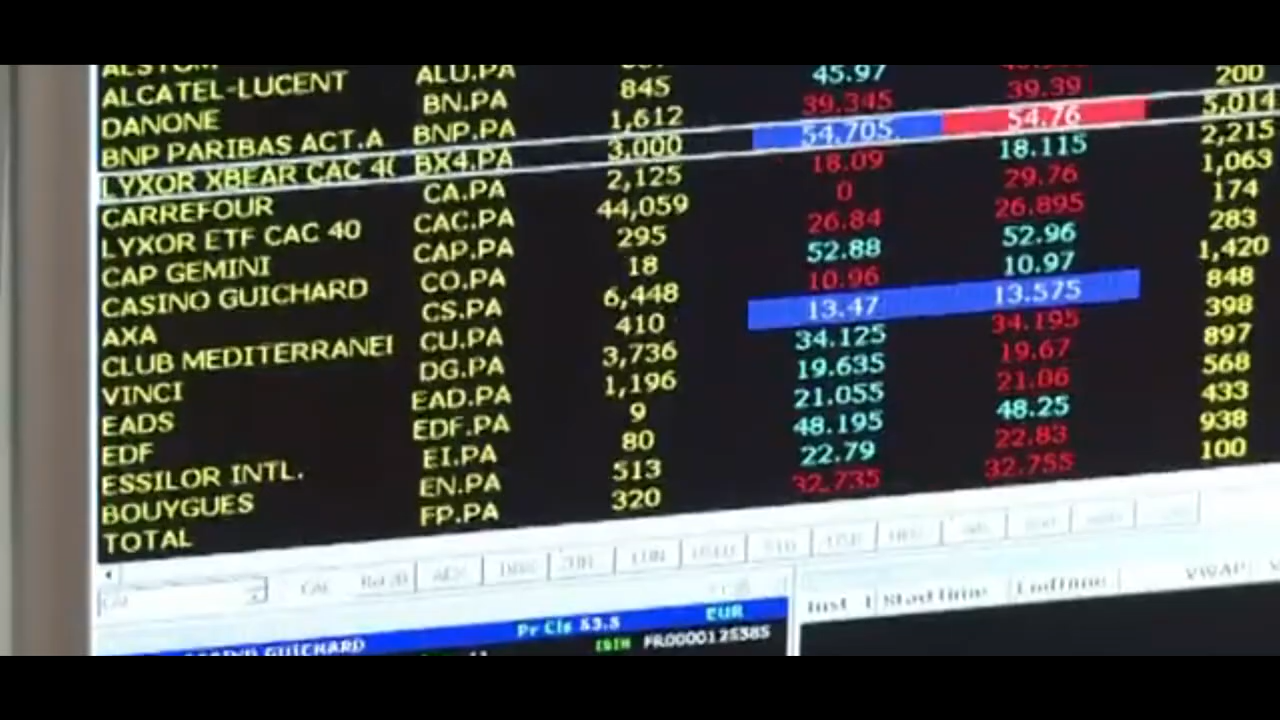 ALCATEL-LUCENT ALU.PA
DANONE BN.PA 845 45.97
BNP PARIBAS ACT.A BNP.PA 1,612 39.345 39.39 200
LYXOR XBEAR CAC 4( BX4.PA 3,000 54.705 54.76 5,014
CARREFOUR CA.PA 2,125 18.09 18.115 2,215
LYXOR ETF CAC 40 CAC.PA 44,059 0 29.76 1,063
CAP GEMINI CAP.PA 295 26.84 26.895 174
CASINO GUICHARD CO.PA 18 52.88 52.96 283
AXA CS.PA 6,448 10.96 10.97 1,420
CLUB MEDITERRANEI CU.PA 410 13.47 13.575 848
VINCI DG.PA 3,736 34.125 34.195 398
EADS EAD.PA 1,196 19.635 19.67 897
EDF EDF.PA 9 21.055 21.06 568
ESSILOR INTL. EI.PA 80 48.195 48.25 433
BOUYGUES EN.PA 513 22.79 22.83 938
TOTAL FP.PA 320 32.735 32.755 100
Inst StartTime EndTime VWAP
GUICHARD Pr Cls 53.5 EUR
ISIN FR0000125585